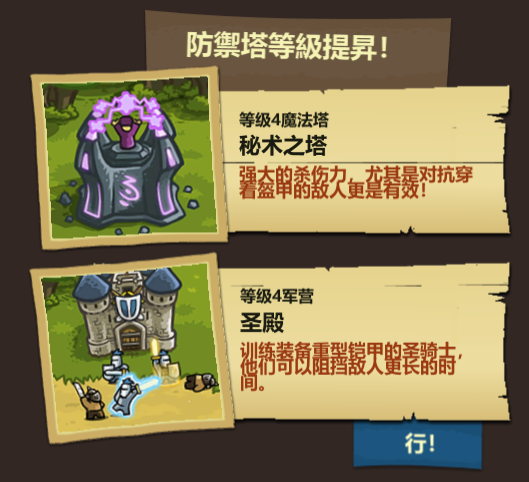 防禦塔等級提昇!
等级4魔法塔
秘术之塔
强大的杀伤力，尤其是对抗穿
着盔甲的敌人更是有效!
等级4军营
圣殿
训练装备重型铠甲的圣骑士，
他们可以阻挡敌人更长的时
间。
行!